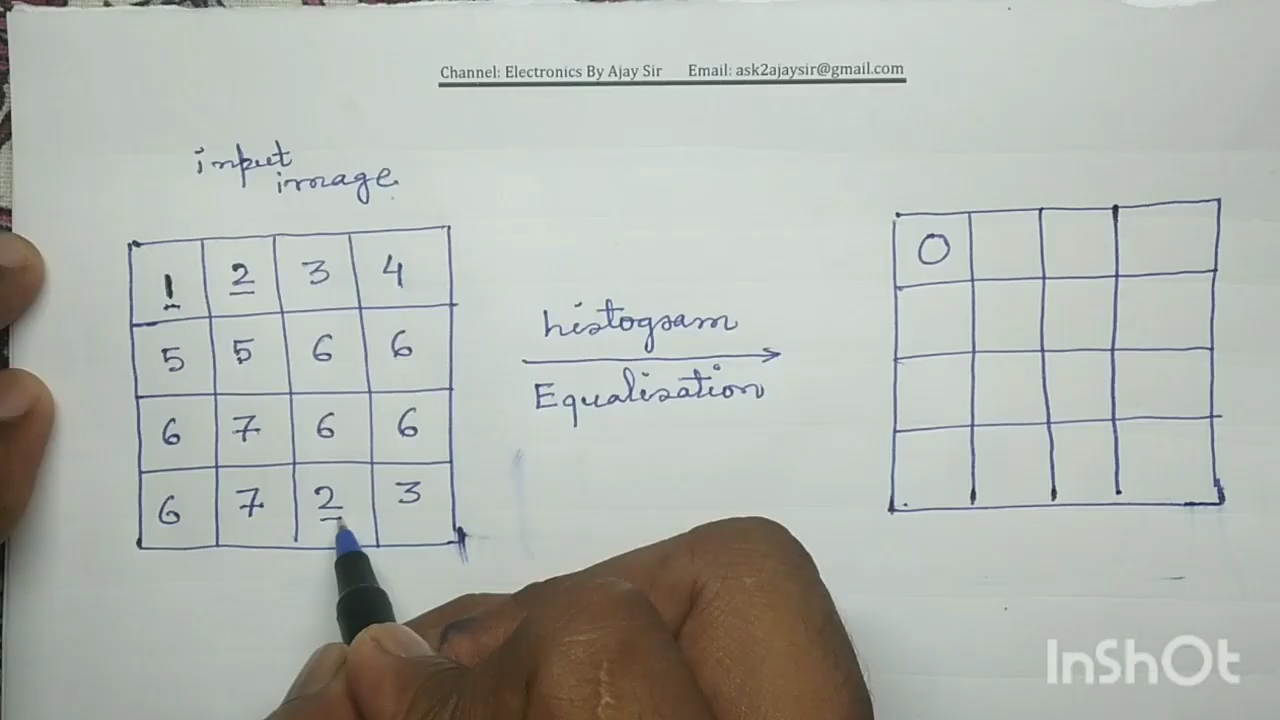 Channel: Electronics By Ajay Sir Email: ask2ajaysir@gmail.com
input
image
1 2 3 4
5 5 6 6
6 7 6 6
6 7 2 3
histogram
Equalisation
0
InShOt